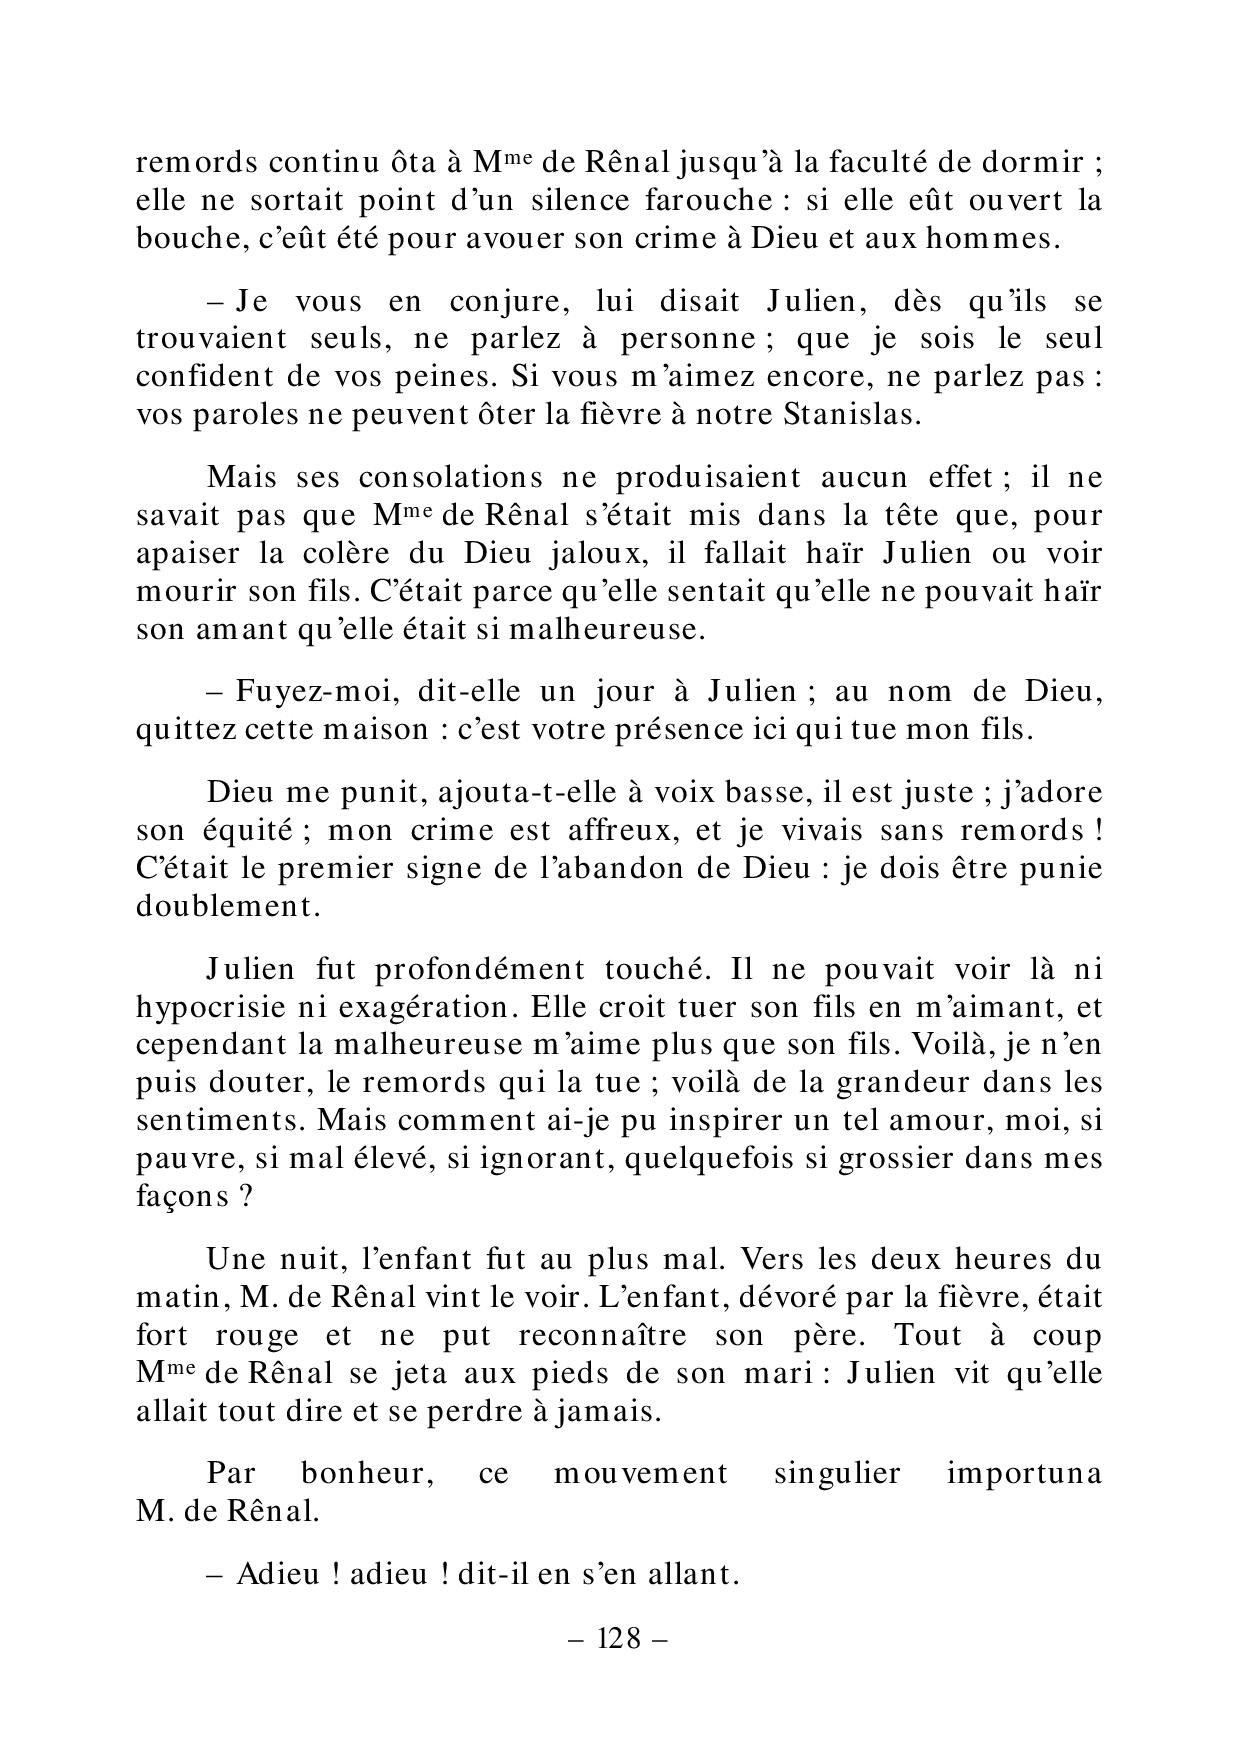 remords continu ôta à Mme de Rênal jusqu’à la faculté de dormir ;
elle ne sortait point d’un silence farouche : si elle eût ouvert la
bouche, c’eût été pour avouer son crime à Dieu et aux hommes.
– Je vous en conjure, lui disait Julien, dès qu’ils se
trouvaient seuls, ne parlez à personne ; que je sois le seul
confident de vos peines. Si vous m’aimez encore, ne parlez pas :
vos paroles ne peuvent ôter la fièvre à notre Stanislas.
Mais ses consolations ne produisaient aucun effet ; il ne
savait pas que Mme de Rênal s’était mis dans la tête que, pour
apaiser la colère du Dieu jaloux, il fallait haïr Julien ou voir
mourir son fils. C’était parce qu’elle sentait qu’elle ne pouvait haïr
son amant qu’elle était si malheureuse.
– Fuyez-moi, dit-elle un jour à Julien ; au nom de Dieu,
quittez cette maison : c’est votre présence ici qui tue mon fils.
Dieu me punit, ajouta-t-elle à voix basse, il est juste ; j’adore
son équité ; mon crime est affreux, et je vivais sans remords !
C’était le premier signe de l’abandon de Dieu : je dois être punie
doublement.
Julien fut profondément touché. Il ne pouvait voir là ni
hypocrisie ni exagération. Elle croit tuer son fils en m’aimant, et
cependant la malheureuse m’aime plus que son fils. Voilà, je n’en
puis douter, le remords qui la tue ; voilà de la grandeur dans les
sentiments. Mais comment ai-je pu inspirer un tel amour, moi, si
pauvre, si mal élevé, si ignorant, quelquefois si grossier dans mes
façons ?
Une nuit, l’enfant fut au plus mal. Vers les deux heures du
matin, M. de Rênal vint le voir. L’enfant, dévoré par la fièvre, était
fort rouge et ne put reconnaître son père. Tout à coup
Mme de Rênal se jeta aux pieds de son mari : Julien vit qu’elle
allait tout dire et se perdre à jamais.
Par bonheur, ce mouvement singulier importuna
M. de Rênal.
– Adieu ! adieu ! dit-il en s’en allant.
– 128 –